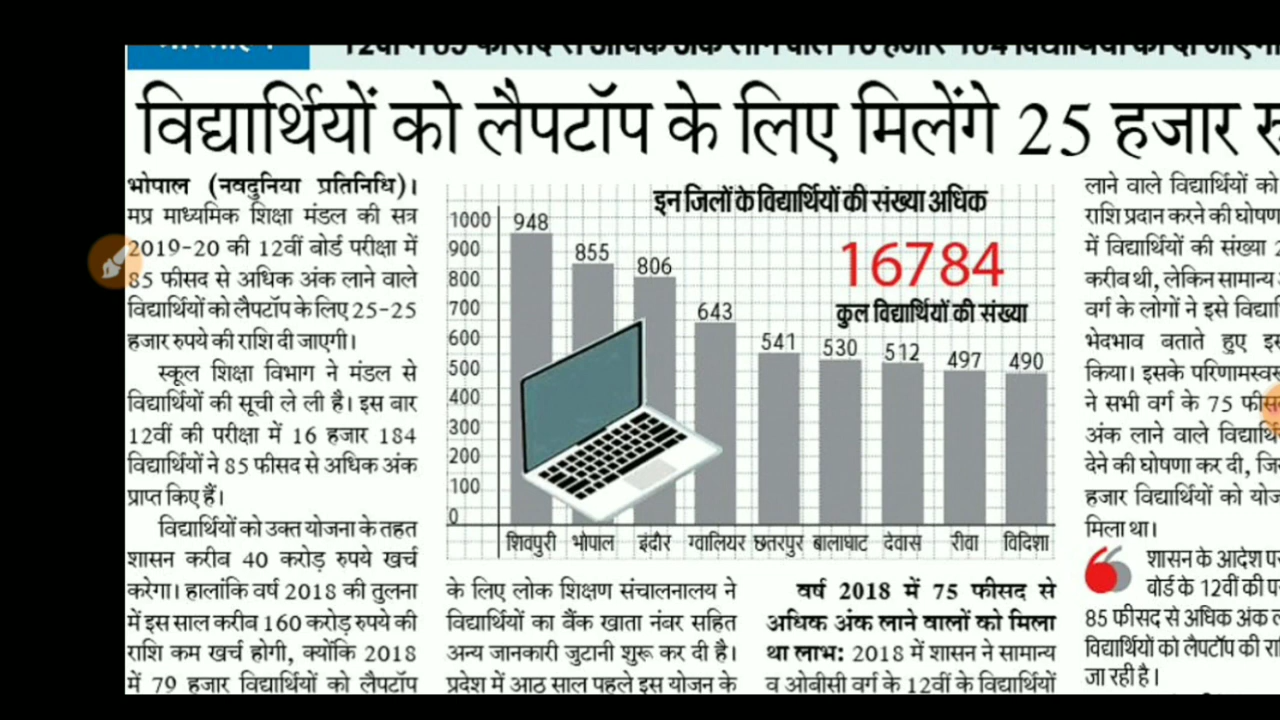 विद्यार्थियों को लैपटॉप के लिए मिलेंगे 25 हजार
भोपाल (नवदुनिया प्रतिनिधि)।
मप्र माध्यमिक शिक्षा मंडल की सत्र
2019-20 की 12वीं बोर्ड परीक्षा में
85 फीसद से अधिक अंक लाने वाले
विद्यार्थियों को लैपटॉप के लिए 25-25
हजार रुपये की राशि दी जाएगी।
स्कूल शिक्षा विभाग ने मंडल से
विद्यार्थियों की सूची ले ली है। इस बार
12वीं की परीक्षा में 16 हजार 184
विद्यार्थियों ने 85 फीसद से अधिक अंक
प्राप्त किए हैं।
विद्यार्थियों को उक्त योजना के तहत
शासन करीब 40 करोड़ रुपये खर्च
करेगा। हालांकि वर्ष 2018 की तुलना
में इस साल करीब 160 करोड़ रुपये की
राशि कम खर्च होगी, क्योंकि 2018
में 79 हजार विद्यार्थियों को लैपटॉप
इन जिलों के विद्यार्थियों की संख्या अधिक
16784
कुल विद्यार्थियों की संख्या
1000
900
800
700
600
500
400
300
200
100
0
948
855
806
643
541
530
512
497
490
शिवपुरी भोपाल इंदौर ग्वालियर छतरपुर बालाघाट देवास रीवा विदिशा
के लिए लोक शिक्षण संचालनालय ने
विद्यार्थियों का बैंक खाता नंबर सहित
अन्य जानकारी जुटानी शुरू कर दी है।
प्रदेश में आठ साल पहले इस योजन के
वर्ष 2018 में 75 फीसद से
अधिक अंक लाने वालों को मिला
था लाभ: 2018 में शासन ने सामान्य
व ओबीसी वर्ग के 12वीं के विद्यार्थियों
लाने वाले विद्यार्थियों को
राशि प्रदान करने की
में विद्यार्थियों की संख्या
करीब थी, लेकिन सामान्य
वर्ग के लोगों ने इसे
भेदभाव बताते हुए
किया। इसके
ने सभी वर्ग के 75
अंक लाने वाले
देने की घोषणा कर दी,
हजार विद्यार्थियों को
मिला था।
शासन के आदेश
बोर्ड के 12वीं की
85 फीसद से अधिक अंक
विद्यार्थियों को लैपटॉप की
जा रही है।